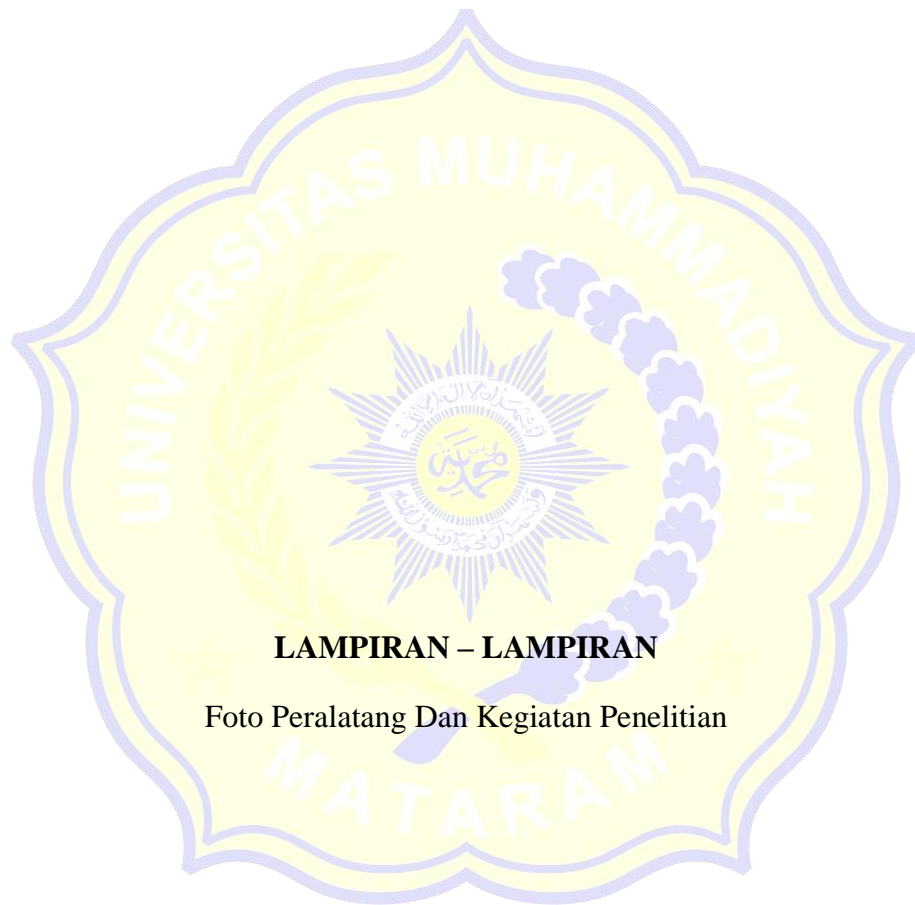 UNIVERSITAS MUHAMMADIYAH
LAMPIRAN – LAMPIRAN
Foto Peralatang Dan Kegiatan Penelitian
MATARAM